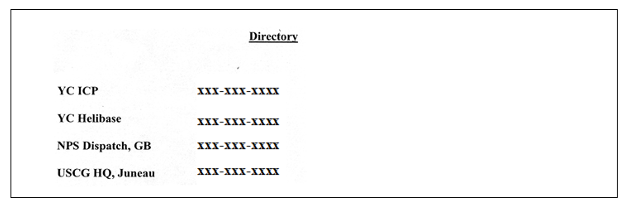 Directory
YC ICP xxx-xxx-xxxx
YC Helibase xxx-xxx-xxxx
NPS Dispatch, GB xxx-xxx-xxxx
USCG HQ, Juneau xxx-xxx-xxxx